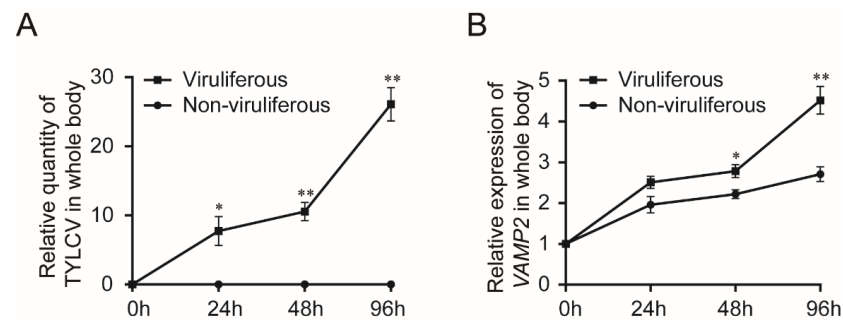 A
Relative quantity of
TYLCV in whole body
30
20
10
0
Viruliferous
Non-viruliferous
*
**
**
0h 24h 48h 96h
B
Relative expression of
VAMP2 in whole body
5
4
3
2
1
0
Viruliferous
Non-viruliferous
*
**
0h 24h 48h 96h